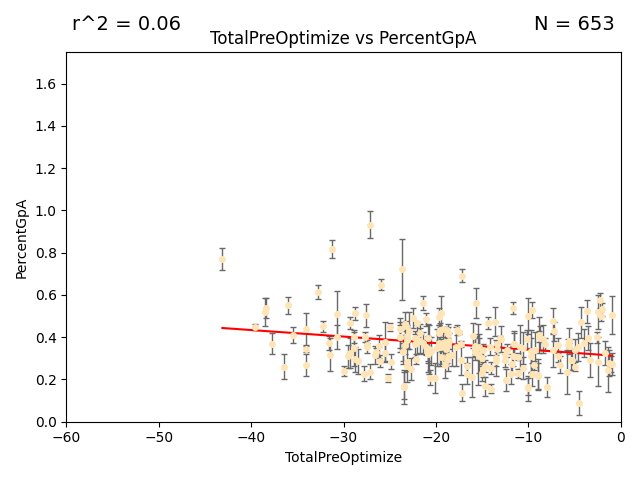 r^2 = 0.06
N = 653
TotalPreOptimize vs PercentGpA
1.6
1.4
1.2
1.0
0.8
0.6
0.4
0.2
0.0
PercentGpA
−60 −50 −40 −30 −20 −10 0
TotalPreOptimize